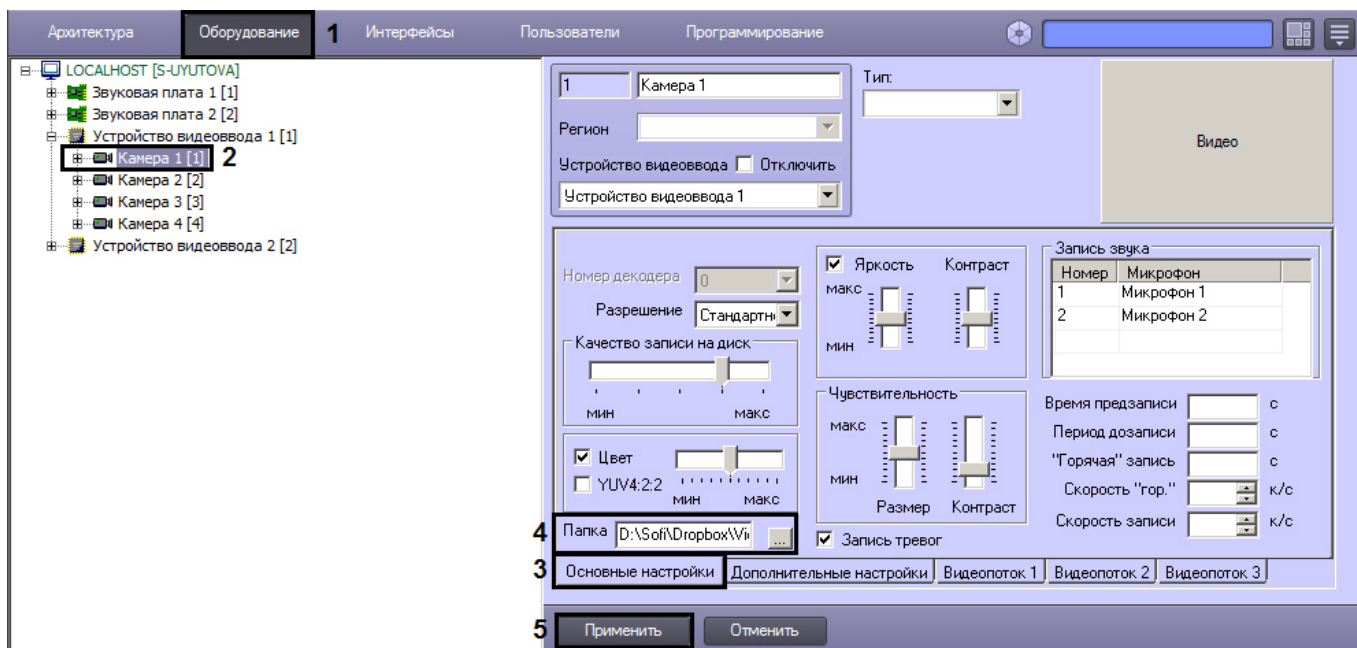 Архитектура Оборудование 1 Интерфейсы Пользователи Программирование
LOCALHOST [S-UYUTOVA]
Звуковая плата 1 [1]
Звуковая плата 2 [2]
Устройство видеоввода 1 [1]
Камера 1 [1] 2
Камера 2 [2]
Камера 3 [3]
Камера 4 [4]
Устройство видеоввода 2 [2]
1 Камера 1
Регион
Устройство видеоввода Отключить
Устройство видеоввода 1
Тип:
Видео
Номер декодера 0
Разрешение Стандартн
Качество записи на диск
мин макс
Цвет
YUV4:2:2
мин макс
4 Папка D:\Sofi\Dropbox\Vi ...
Яркость Контраст
макс
мин
Чувствительность
макс
мин
Размер Контраст
Запись тревог
Запись звука
Номер Микрофон
1 Микрофон 1
2 Микрофон 2
Время предзаписи с
Период дозаписи с
"Горячая" запись с
Скорость "гор." к/с
Скорость записи к/с
3 Основные настройки Дополнительные настройки Видеопоток 1 Видеопоток 2 Видеопоток 3
5 Применить Отменить